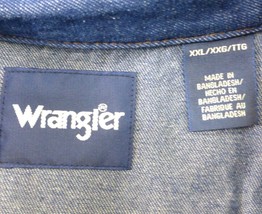 XXL/XXG/TTG
Wrangler®
MADE IN
BANGLADESH/
HECHO EN
BANGLADESH/
FABRIQUÉ AU
BANGLADESH